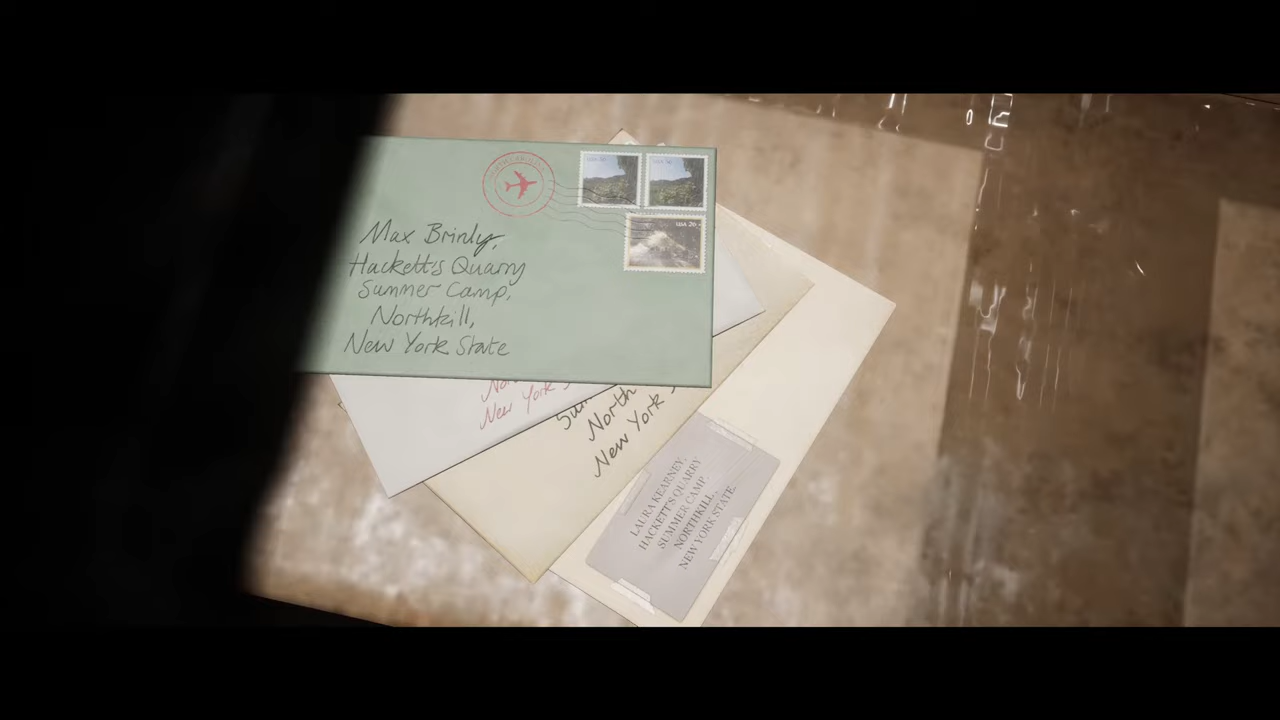 Max Brinly,
Hackett's Quarry
Summer Camp,
Northkill,
New York State
New York
North
New York
LAURA KEARNEY.
HACKETT'S QUARRY
SUMMER CAMP
NORTHKILL,
NEW YORK STATE.
USA